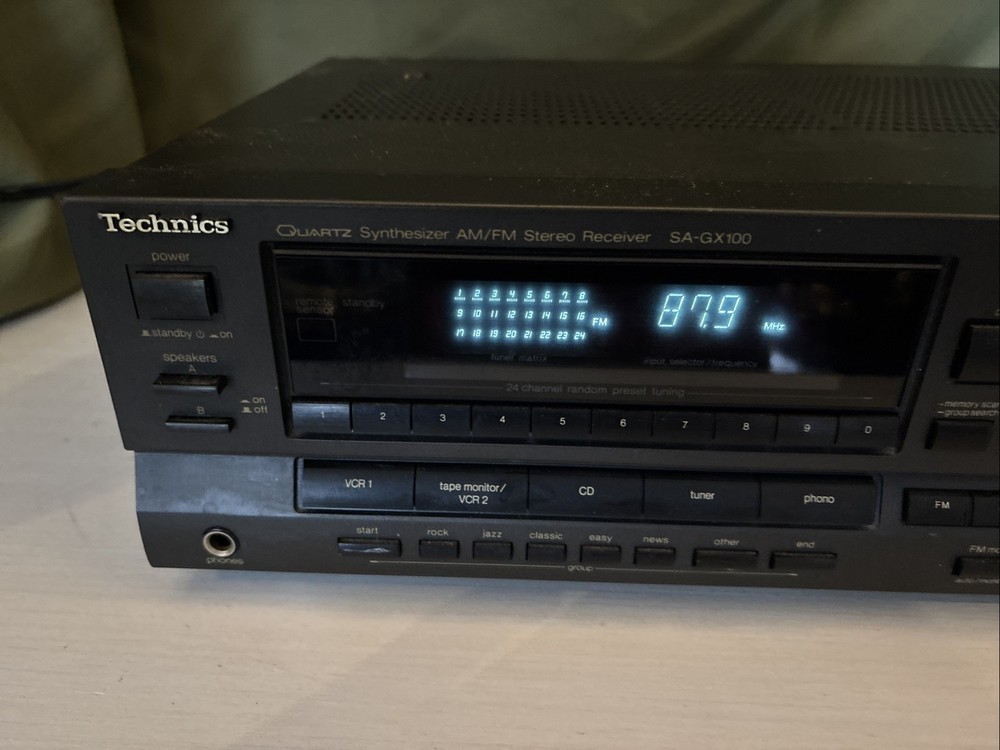 Technics
QUARTZ Synthesizer AM/FM Stereo Receiver SA-GX100
power
remote sensor standby
1 2 3 4 5 6 7 8
9 10 11 12 13 14 15 16
17 18 19 20 21 22 23 24
FM
87.9
MHz
standby on
tuner matrix
input selector/frequency
speakers
A
on
off
B
24 channel random preset tuning
1 2 3 4 5 6 7 8 9 0
memory
group
VCR 1
tape monitor/
VCR 2
CD
tuner
phono
FM
start rock jazz classic easy news other end
group
phones
FM
auto/